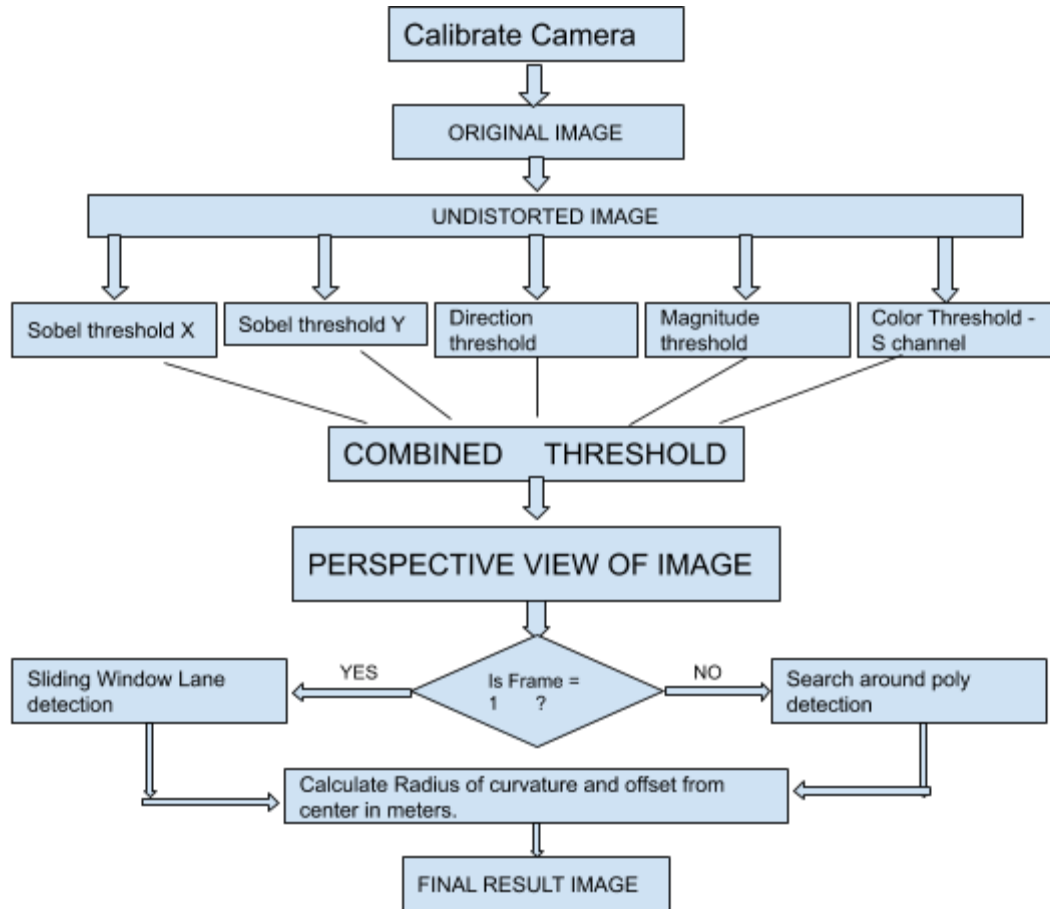 Calibrate Camera
ORIGINAL IMAGE
UNDISTORTED IMAGE
Sobel threshold X
Sobel threshold Y
Direction
threshold
Magnitude
threshold
Color Threshold -
S channel
COMBINED THRESHOLD
PERSPECTIVE VIEW OF IMAGE
Is Frame =
1 ?
YES
NO
Sliding Window Lane
detection
Search around poly
detection
Calculate Radius of curvature and offset from
center in meters.
FINAL RESULT IMAGE